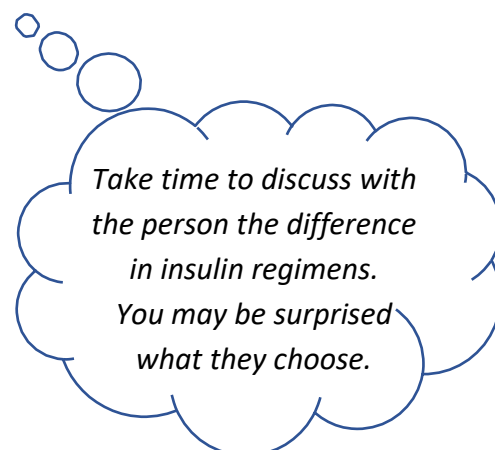 Take time to discuss with
the person the difference
in insulin regimens.
You may be surprised
what they choose.